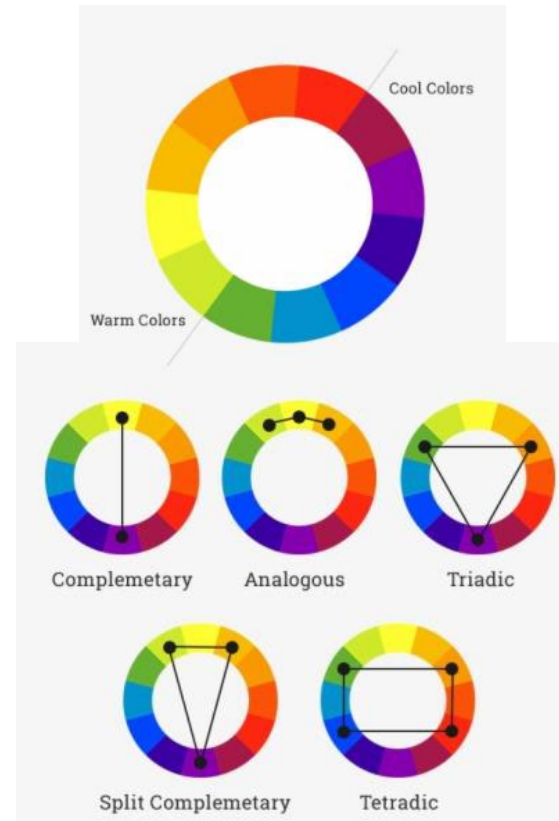 Cool Colors
Warm Colors
Complemetary
Analogous
Triadic
Split Complemetary
Tetradic